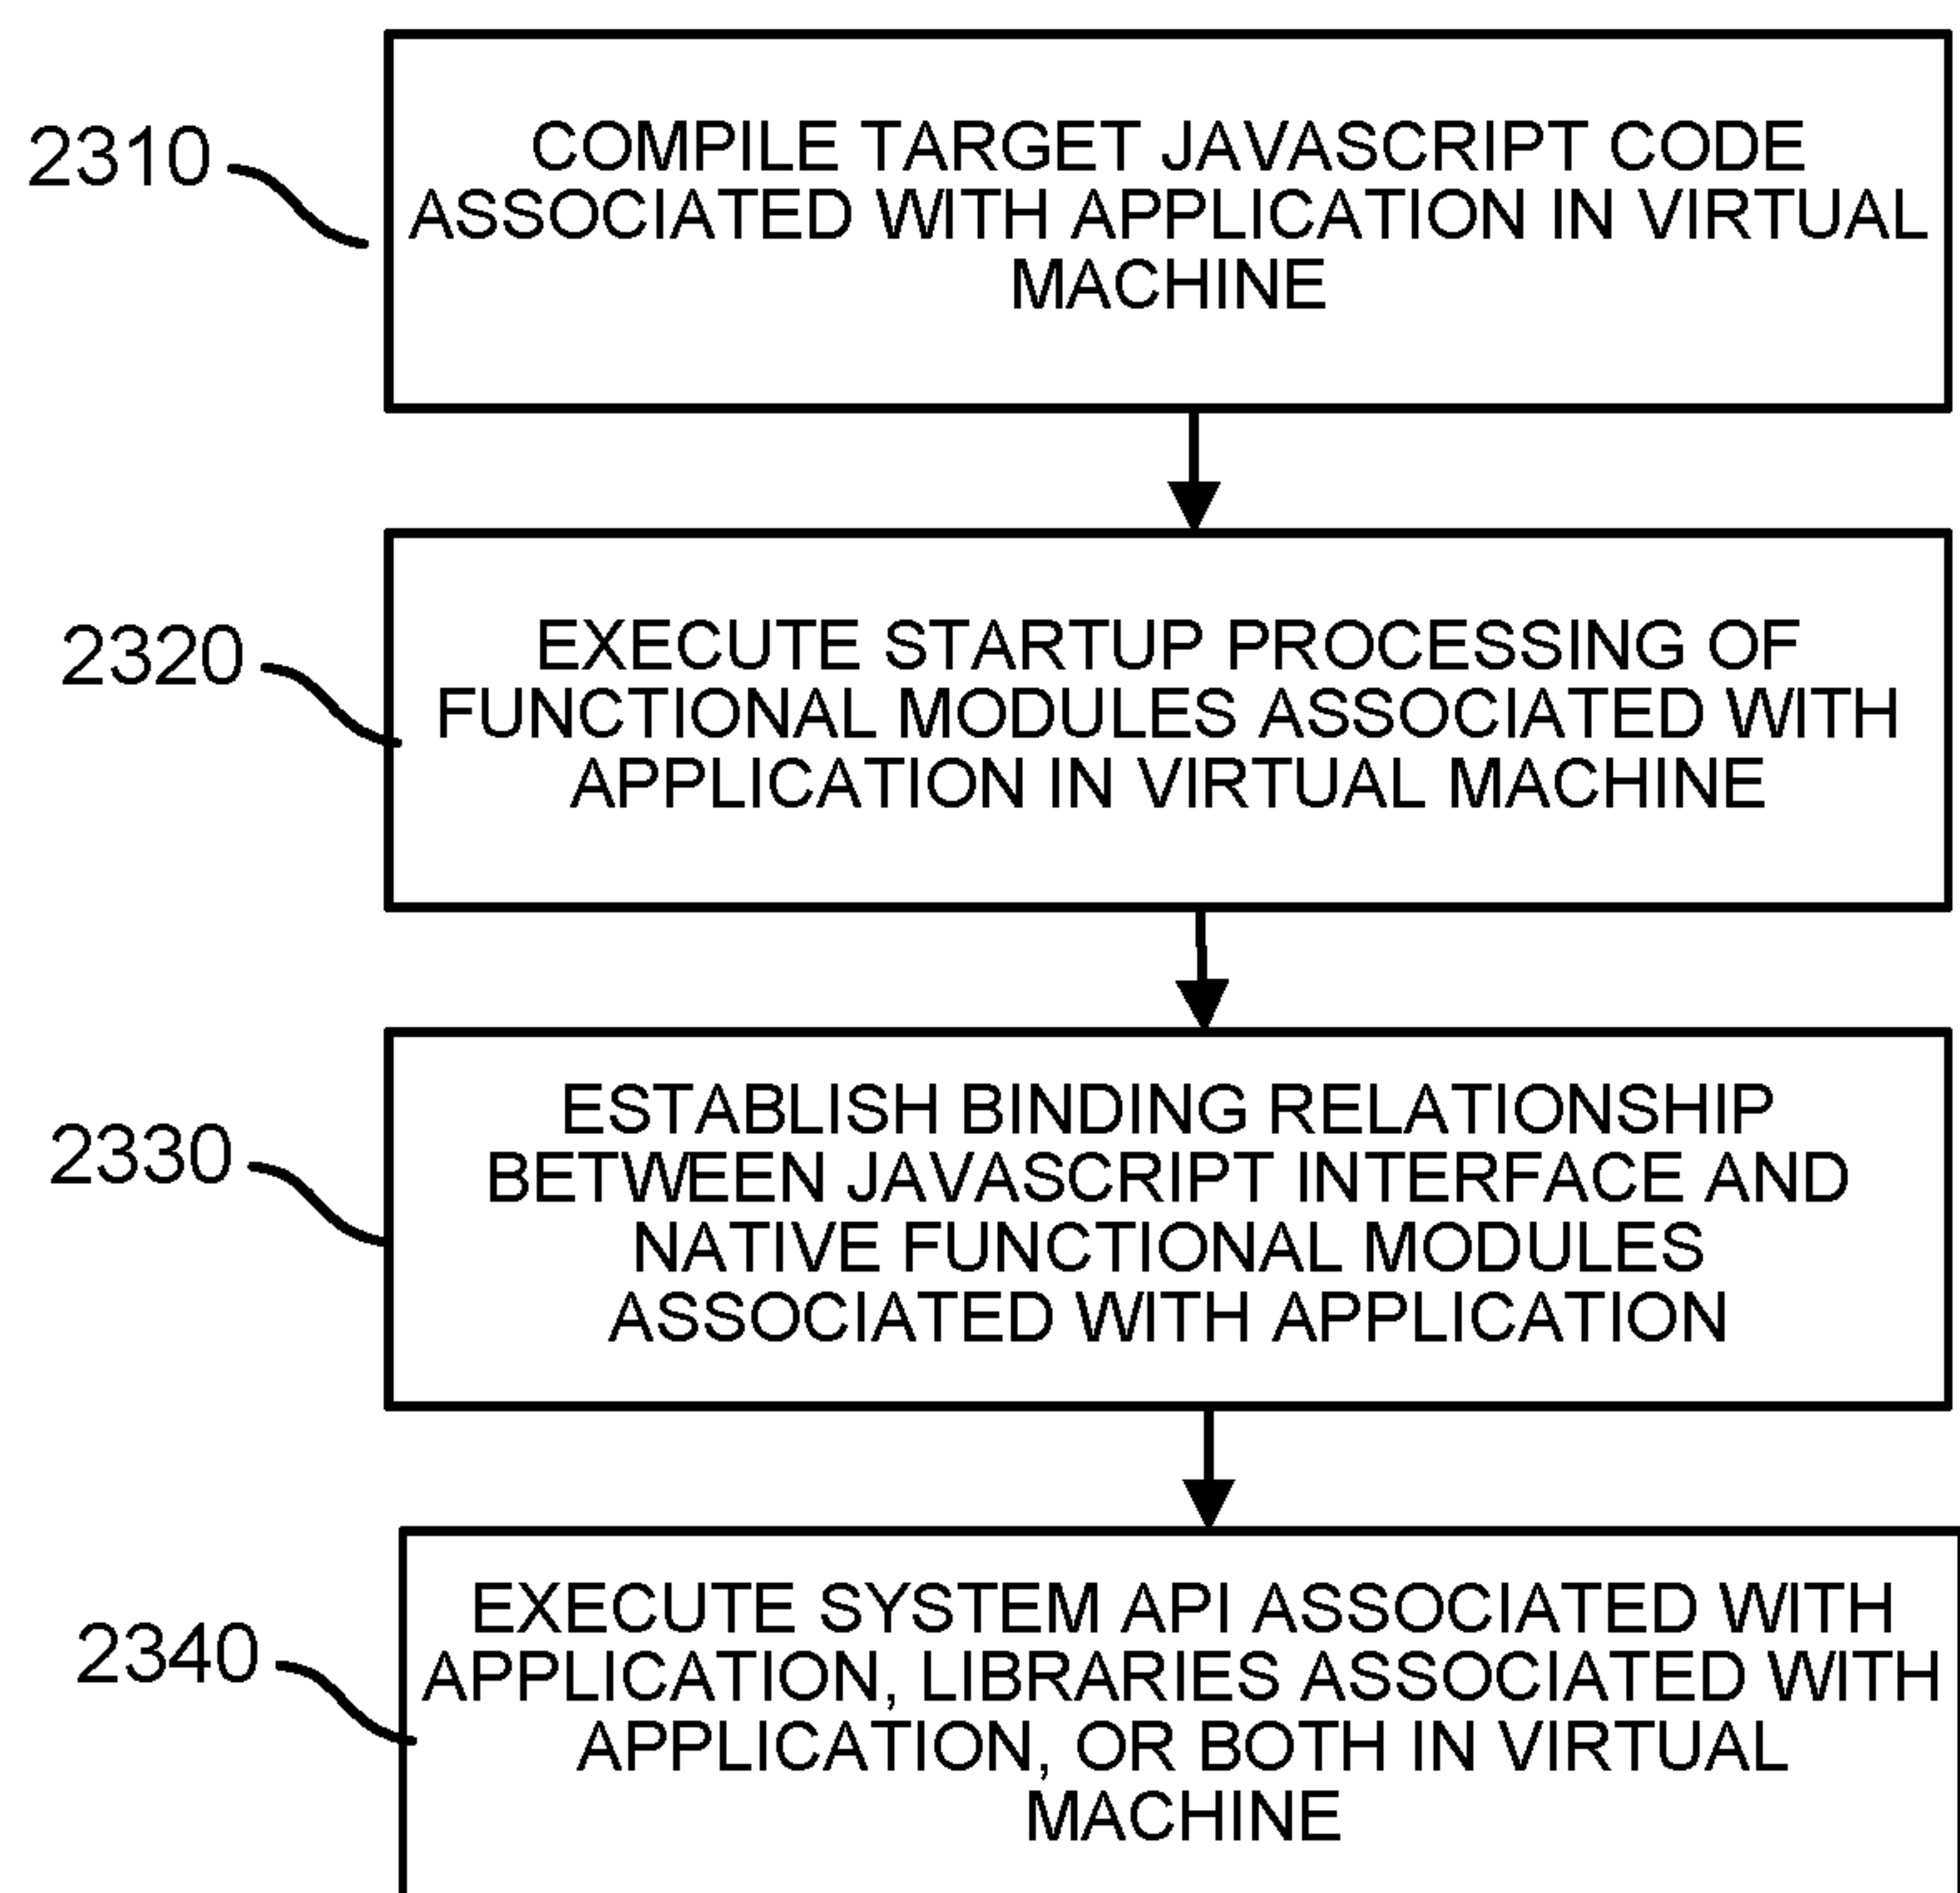 2310
COMPILE TARGET JAVASCRIPT CODE
ASSOCIATED WITH APPLICATION IN VIRTUAL
MACHINE
2320
EXECUTE STARTUP PROCESSING OF
FUNCTIONAL MODULES ASSOCIATED WITH
APPLICATION IN VIRTUAL MACHINE
2330
ESTABLISH BINDING RELATIONSHIP
BETWEEN JAVASCRIPT INTERFACE AND
NATIVE FUNCTIONAL MODULES
ASSOCIATED WITH APPLICATION
2340
EXECUTE SYSTEM API ASSOCIATED WITH
APPLICATION, LIBRARIES ASSOCIATED WITH
APPLICATION, OR BOTH IN VIRTUAL
MACHINE